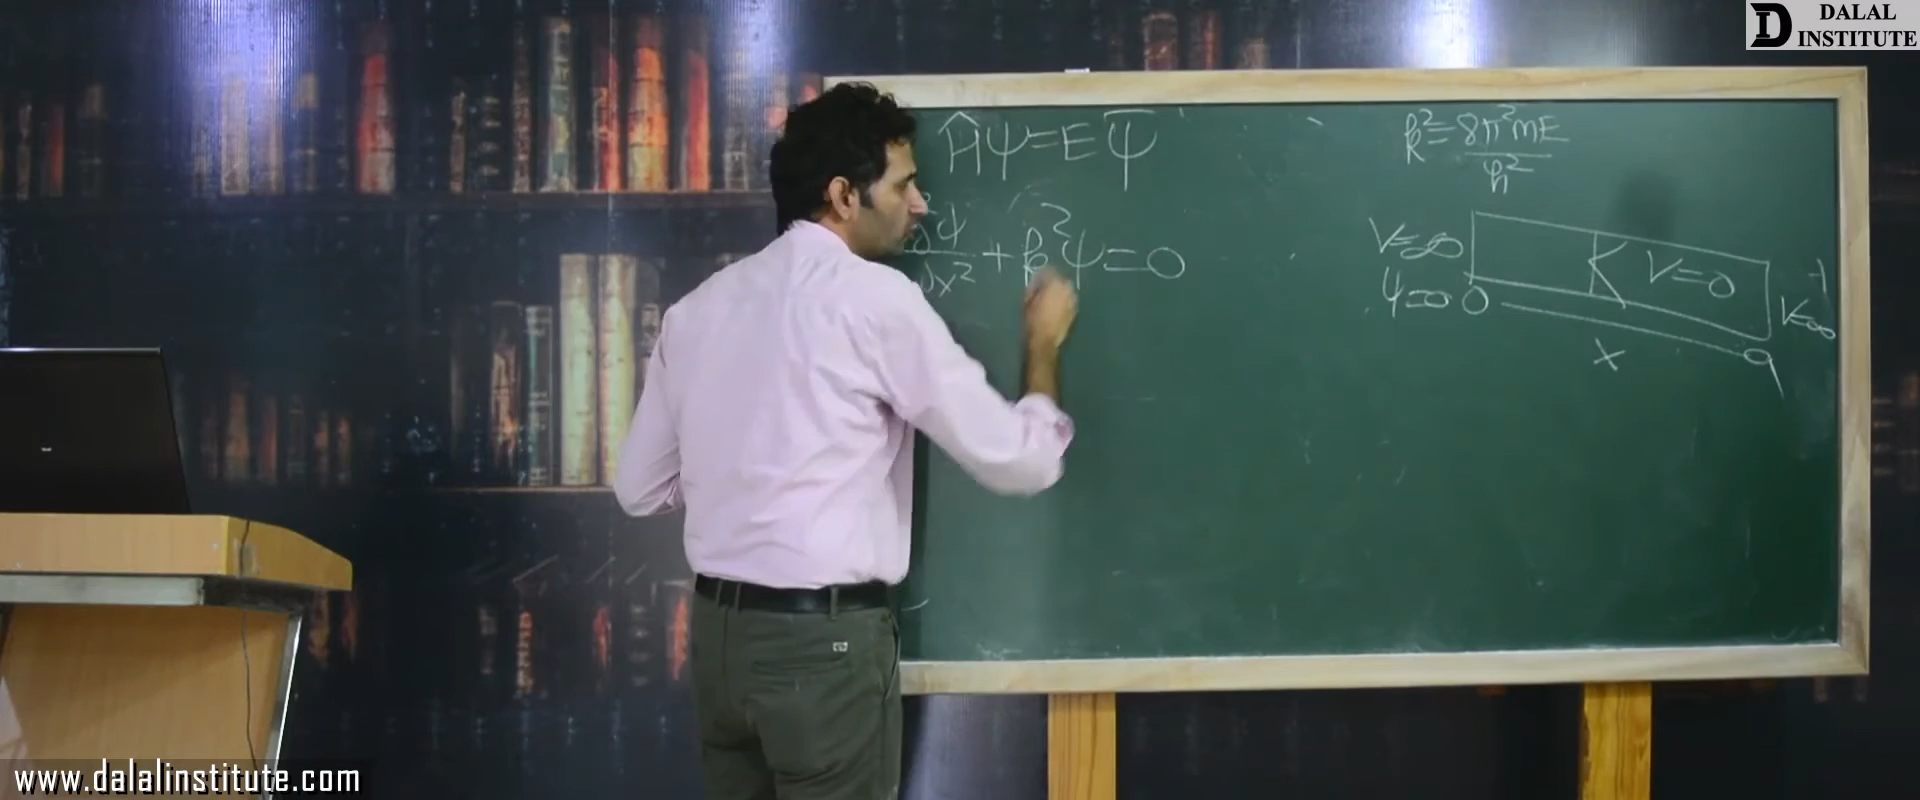 DALAL
INSTITUTE
Ĥψ=Eψ
d²ψ/dx² + k²ψ=0
k²=8π²mE/h²
V=∞
ψ=0
V=0
V=∞
0
x
a
www.dalalinstitute.com